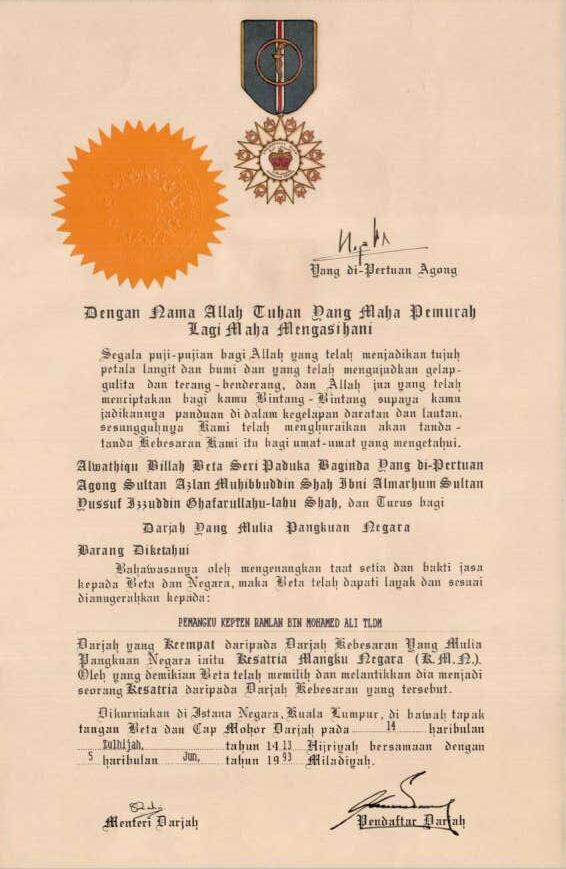 Yang di-Pertuan Agong
Dengan Nama Allah Tuhan Yang Maha Pemurah
Lagi Maha Mengasihani
Segala puji-pujian bagi Allah yang telah menjadikan tujuh
petala langit dan bumi dan yang telah mengujudkan gelap-
gulita dan terang-benderang, dan Allah jua yang telah
menciptakan bagi kamu Bintang-Bintang supaya kamu
jadikannya panduan di dalam kegelapan daratan dan lautan.
sesungguhnya Kami telah menghuraikan akan tanda-
tanda Kebesaran Kami itu bagi umat-umat yang mengetahui.
Alwathiqu Billah Beta Seri Paduka Baginda Yang di-Pertuan
Agong Sultan Azlan Muhibbuddin Shah Ibni Almarhum Sultan
Yussuf Izzuddin Ghafarullahu-lahu Shah, dan Turus bagi
Darjah Yang Mulia Pangkuan Negara
Barang Diketahui
Bahawasanya oleh mengenangkan taat setia dan bakti jasa
kepada Beta dan Negara, maka Beta telah dapati layak dan sesuai
dianugerahkan kepada:
PEMANGKU KEPTEN RAMLAN BIN MOHAMED ALI TLDM
Darjah yang Keempat daripada Darjah Kebesaran Yang Mulia
Pangkuan Negara iaitu Kesatria Mangku Negara (K.M.N.).
Oleh yang demikian Beta telah memilih dan melantikkan dia menjadi
seorang Kesatria daripada Darjah Kebesaran yang tersebut.
Dikurniakan di Istana Negara, Kuala Lumpur, di bawah tapak
tangan Beta dan Cap Mohor Darjah pada 14 haribulan
Zulhijah, tahun 14 13 Hijriyah bersamaan dengan
5 haribulan Jun, tahun 19 93 Miladiyah.
Menteri Darjah
Pendaftar Darjah